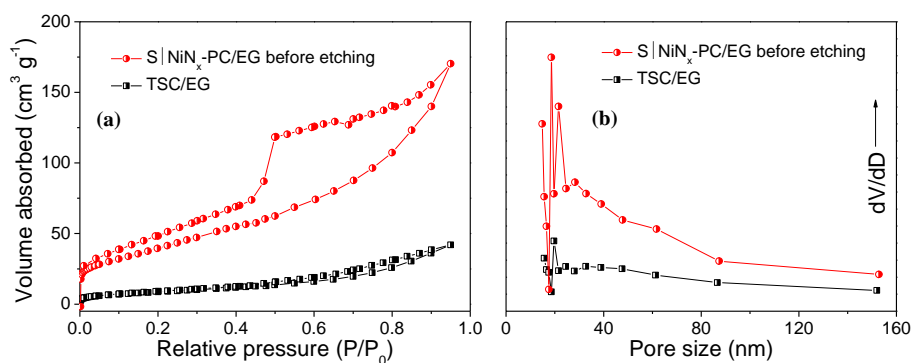 200
150
100
50
0
Volume absorbed (cm³ g⁻¹)
S|NiNₓ-PC/EG before etching
TSC/EG
(a)
0.0 0.2 0.4 0.6 0.8 1.0
Relative pressure (P/P₀)
S|NiNₓ-PC/EG before etching
TSC/EG
(b)
dV/dD
0 40 80 120 160
Pore size (nm)